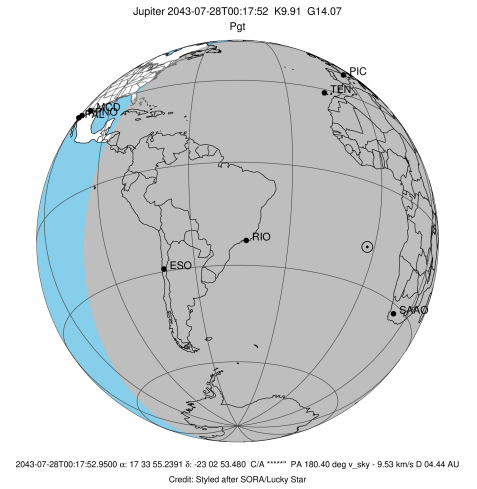 Jupiter 2043-07-28T00:17:52 K9.91 G14.07
Pgt
PIC
TEN
MCD
RIO
ESO
SAAO
2043-07-28T00:17:52.9500 α: 17 33 55.2391 δ: -23 02 53.480 C/A *****" PA 180.40 deg v_sky - 9.53 km/s D 04.44 AU
Credit: Styled after SORA/Lucky Star